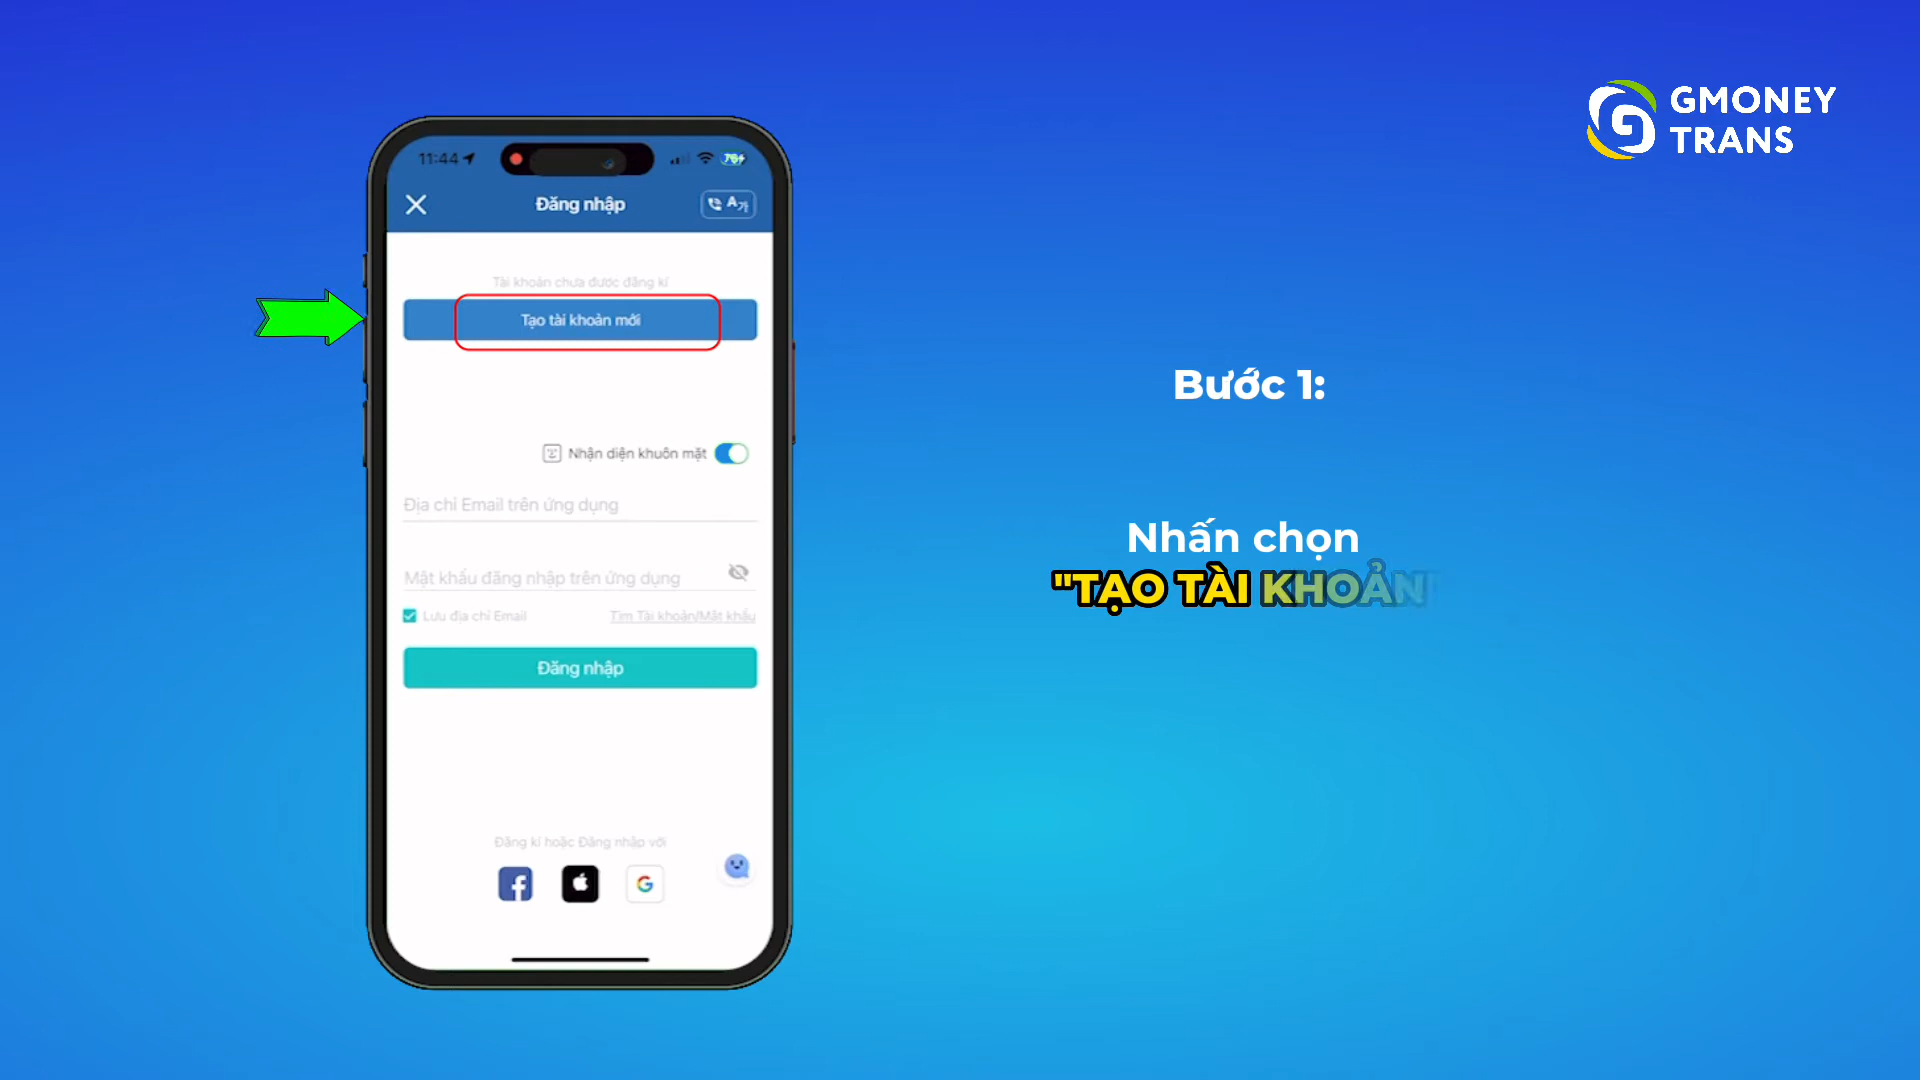 GMONEY
TRANS
11:44
76
Đăng nhập
A가
Tài khoản chưa được đăng kí
Tạo tài khoản mới
Nhận diện khuôn mặt
Địa chỉ Email trên ứng dụng
Mật khẩu đăng nhập trên ứng dụng
Lưu địa chỉ Email
Tìm Tài khoản/Mật khẩu
Đăng nhập
Đăng kí hoặc Đăng nhập với
Bước 1:
Nhấn chọn
"TẠO TÀI KHOẢN"